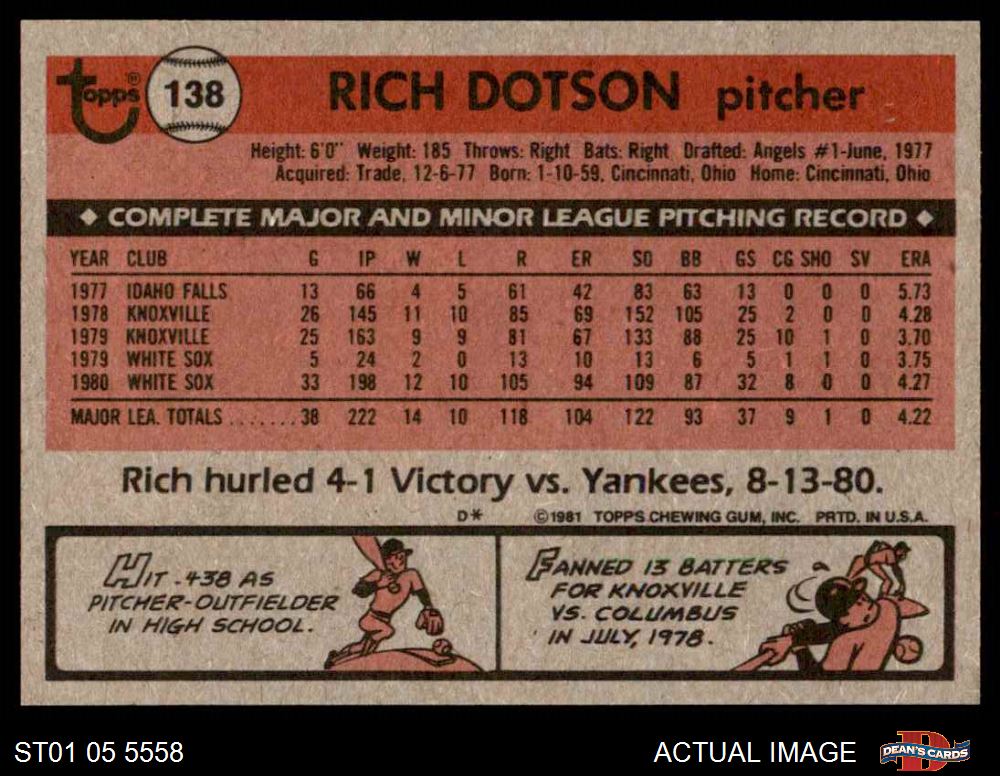 topps® 138 RICH DOTSON pitcher
Height: 6'0" Weight: 185 Throws: Right Bats: Right Drafted: Angels #1-June, 1977
Acquired: Trade, 12-6-77 Born: 1-10-59, Cincinnati, Ohio Home: Cincinnati, Ohio
◆ COMPLETE MAJOR AND MINOR LEAGUE PITCHING RECORD ◆
YEAR CLUB G IP W L R ER SO BB GS CG SHO SV ERA
1977 IDAHO FALLS 13 66 4 5 61 42 83 63 13 0 0 0 5.73
1978 KNOXVILLE 26 145 11 10 85 69 152 105 25 2 0 0 4.28
1979 KNOXVILLE 25 163 9 9 81 67 133 88 25 10 1 0 3.70
1979 WHITE SOX 5 24 2 0 13 10 13 6 5 1 1 0 3.75
1980 WHITE SOX 33 198 12 10 105 94 109 87 32 8 0 0 4.27
MAJOR LEA. TOTALS .......38 222 14 10 118 104 122 93 37 9 1 0 4.22
Rich hurled 4-1 Victory vs. Yankees, 8-13-80.
D* ©1981 TOPPS CHEWING GUM, INC. PRTD. IN U.S.A.
HIT .438 AS
PITCHER-OUTFIELDER
IN HIGH SCHOOL.
FANNED 13 BATTERS
FOR KNOXVILLE
VS. COLUMBUS
IN JULY, 1978.
ST01 05 5558 ACTUAL IMAGE DEAN'S CARDS